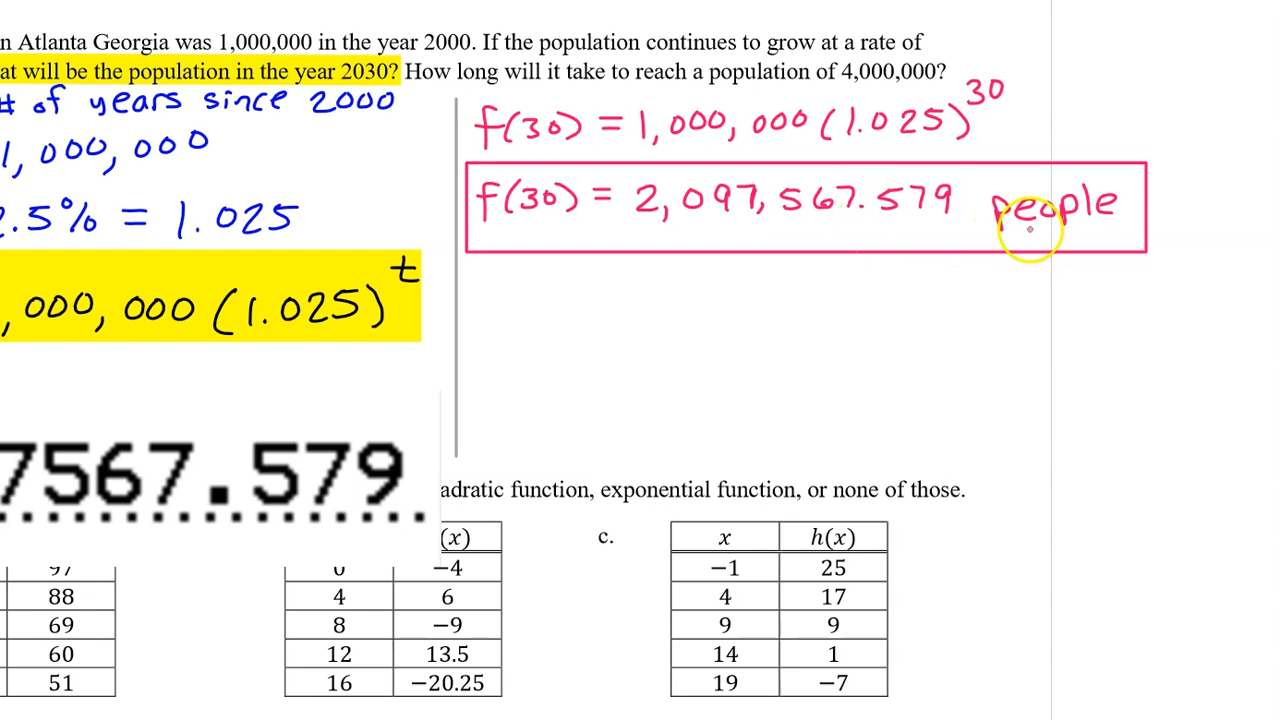 n Atlanta Georgia was 1,000,000 in the year 2000. If the population continues to grow at a rate of
at will be the population in the year 2030? How long will it take to reach a population of 4,000,000?
# of years since 2000
1,000,000
2.5% = 1.025
,000,000 (1.025)^t
f(30) = 1,000,000 (1.025)^30
f(30) = 2,097,567.579 people
7567.579
adratic function, exponential function, or none of those.
97
88
69
60
51
(x)
0 −4
4 6
8 −9
12 13.5
16 −20.25
c.
x h(x)
−1 25
4 17
9 9
14 1
19 −7